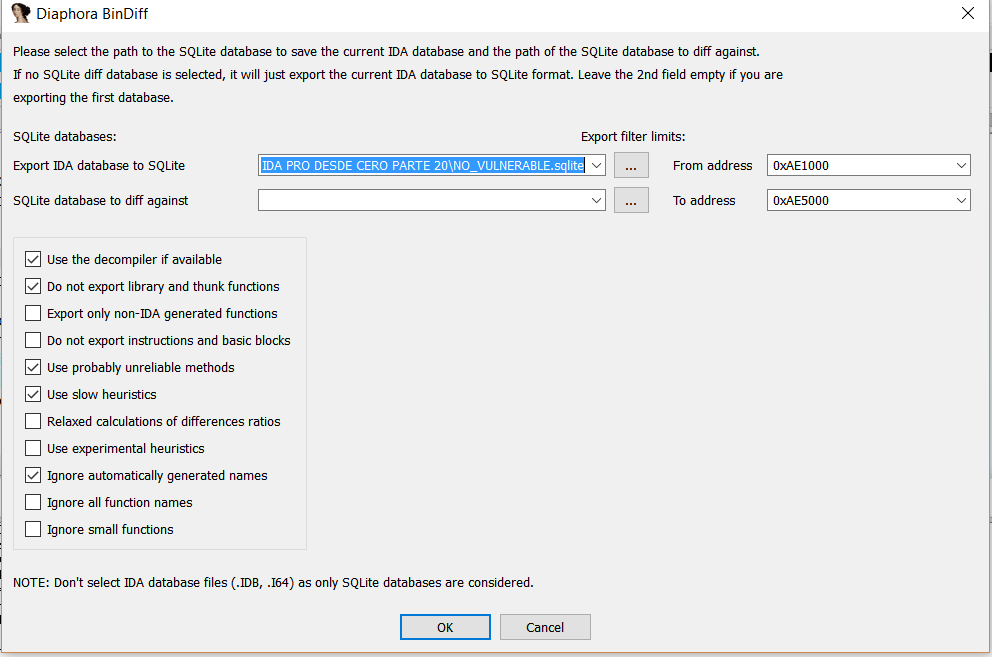 Diaphora BinDiff
Please select the path to the SQLite database to save the current IDA database and the path of the SQLite database to diff against.
If no SQLite diff database is selected, it will just export the current IDA database to SQLite format. Leave the 2nd field empty if you are
exporting the first database.
SQLite databases: Export filter limits:
Export IDA database to SQLite IDA PRO DESDE CERO PARTE 20\NO_VULNERABLE.sqlite ... From address 0xAE1000
SQLite database to diff against ... To address 0xAE5000
Use the decompiler if available
Do not export library and thunk functions
Export only non-IDA generated functions
Do not export instructions and basic blocks
Use probably unreliable methods
Use slow heuristics
Relaxed calculations of differences ratios
Use experimental heuristics
Ignore automatically generated names
Ignore all function names
Ignore small functions
NOTE: Don't select IDA database files (.IDB, .I64) as only SQLite databases are considered.
OK Cancel